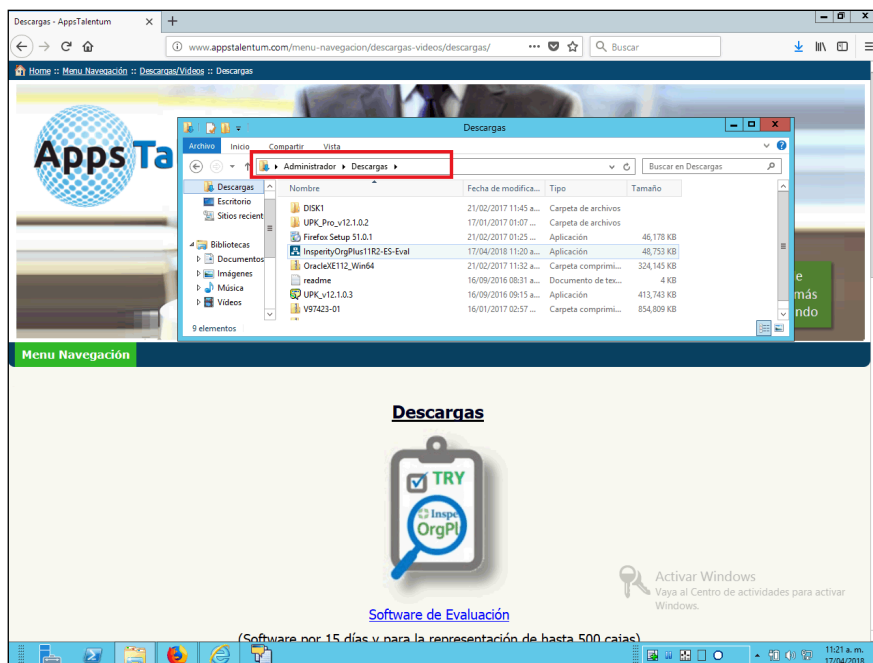 Descargas - AppsTalentum
www.appstalentum.com/menu-navegacion/descargas-videos/descargas/
Buscar
Home :: Menu Navegación :: Descargas/Videos :: Descargas
AppsTa
Descargas
Archivo Inicio Compartir Vista
Administrador Descargas
Buscar en Descargas
Descargas
Escritorio
Sitios recient
Bibliotecas
Documentos
Imágenes
Música
Vídeos
Nombre Fecha de modifica... Tipo Tamaño
DISK1 21/02/2017 11:45 a... Carpeta de archivos
UPK_Pro_v12.1.0.2 17/01/2017 01:07 ... Carpeta de archivos
Firefox Setup 51.0.1 21/02/2017 01:25 ... Aplicación 46,178 KB
InsperityOrgPlus11R2-ES-Eval 17/04/2018 11:20 a... Aplicación 48,753 KB
OracleXE112_Win64 21/02/2017 11:32 a... Carpeta comprimi... 324,145 KB
readme 16/09/2016 08:31 a... Documento de tex... 4 KB
UPK_v12.1.0.3 16/09/2016 09:15 a... Aplicación 413,743 KB
V97423-01 16/01/2017 02:57 ... Carpeta comprimi... 854,809 KB
9 elementos
e
más
ndo
Menu Navegación
Descargas
TRY
Inspe
OrgPl
Software de Evaluación
(Software por 15 días y para la representación de hasta 500 cajas)
Activar Windows
Vaya al Centro de actividades para activar
Windows.
11:21 a. m.
17/04/2018